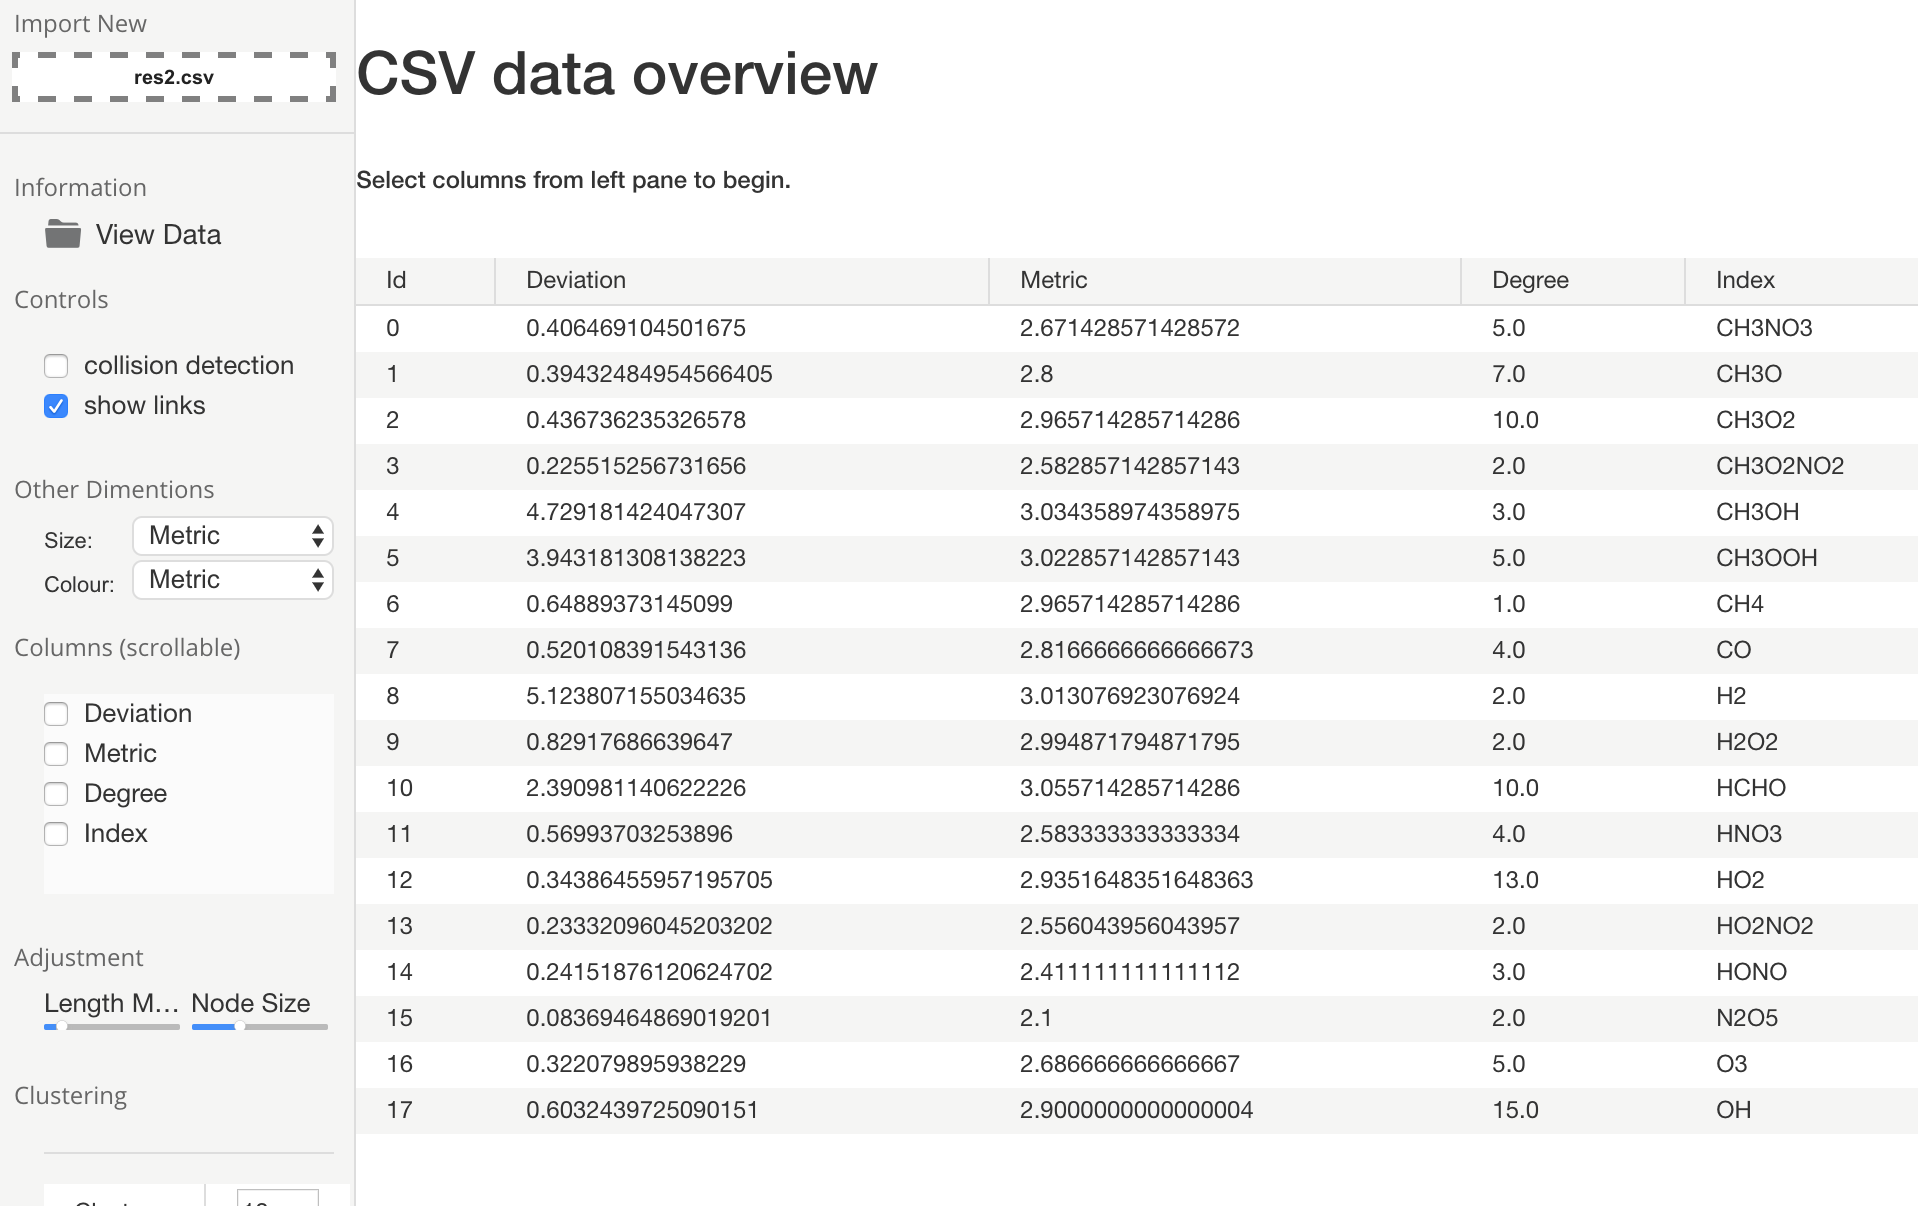 Import New
res2.csv
Information
View Data
Controls
collision detection
show links
Other Dimentions
Size: Metric
Colour: Metric
Columns (scrollable)
Deviation
Metric
Degree
Index
Adjustment
Length M... Node Size
Clustering
CSV data overview
Select columns from left pane to begin.
Id Deviation Metric Degree Index
0 0.406469104501675 2.671428571428572 5.0 CH3NO3
1 0.39432484954566405 2.8 7.0 CH3O
2 0.436736235326578 2.965714285714286 10.0 CH3O2
3 0.225515256731656 2.582857142857143 2.0 CH3O2NO2
4 4.729181424047307 3.034358974358975 3.0 CH3OH
5 3.943181308138223 3.022857142857143 5.0 CH3OOH
6 0.64889373145099 2.965714285714286 1.0 CH4
7 0.520108391543136 2.8166666666666673 4.0 CO
8 5.123807155034635 3.013076923076924 2.0 H2
9 0.82917686639647 2.994871794871795 2.0 H2O2
10 2.390981140622226 3.055714285714286 10.0 HCHO
11 0.56993703253896 2.583333333333334 4.0 HNO3
12 0.34386455957195705 2.9351648351648363 13.0 HO2
13 0.23332096045203202 2.556043956043957 2.0 HO2NO2
14 0.24151876120624702 2.411111111111112 3.0 HONO
15 0.08369464869019201 2.1 2.0 N2O5
16 0.322079895938229 2.686666666666667 5.0 O3
17 0.6032439725090151 2.9000000000000004 15.0 OH